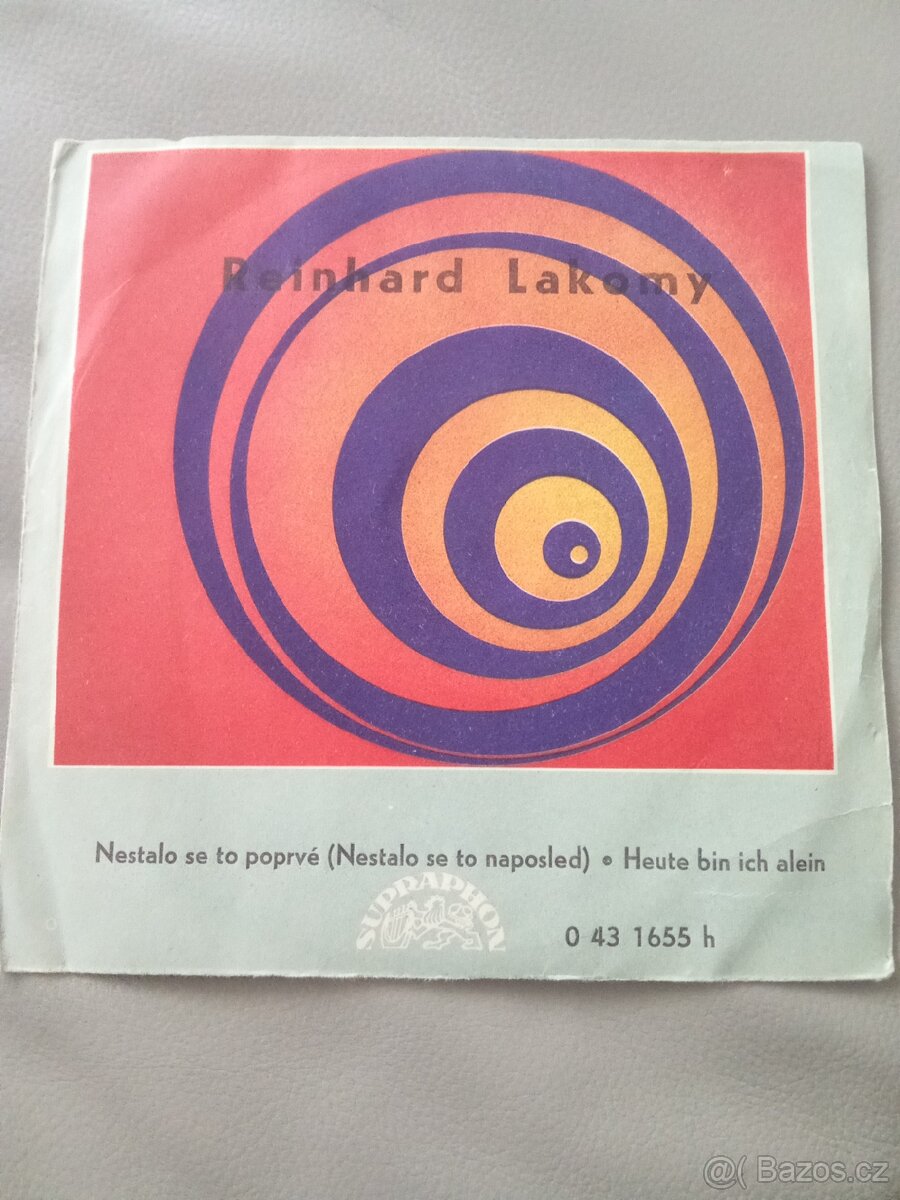 Reinhard Lakomy
Nestalo se to poprvé (Nestalo se to naposled) • Heute bin ich alein
SUPRAPHON
0 43 1655 h
@( Bazos.cz